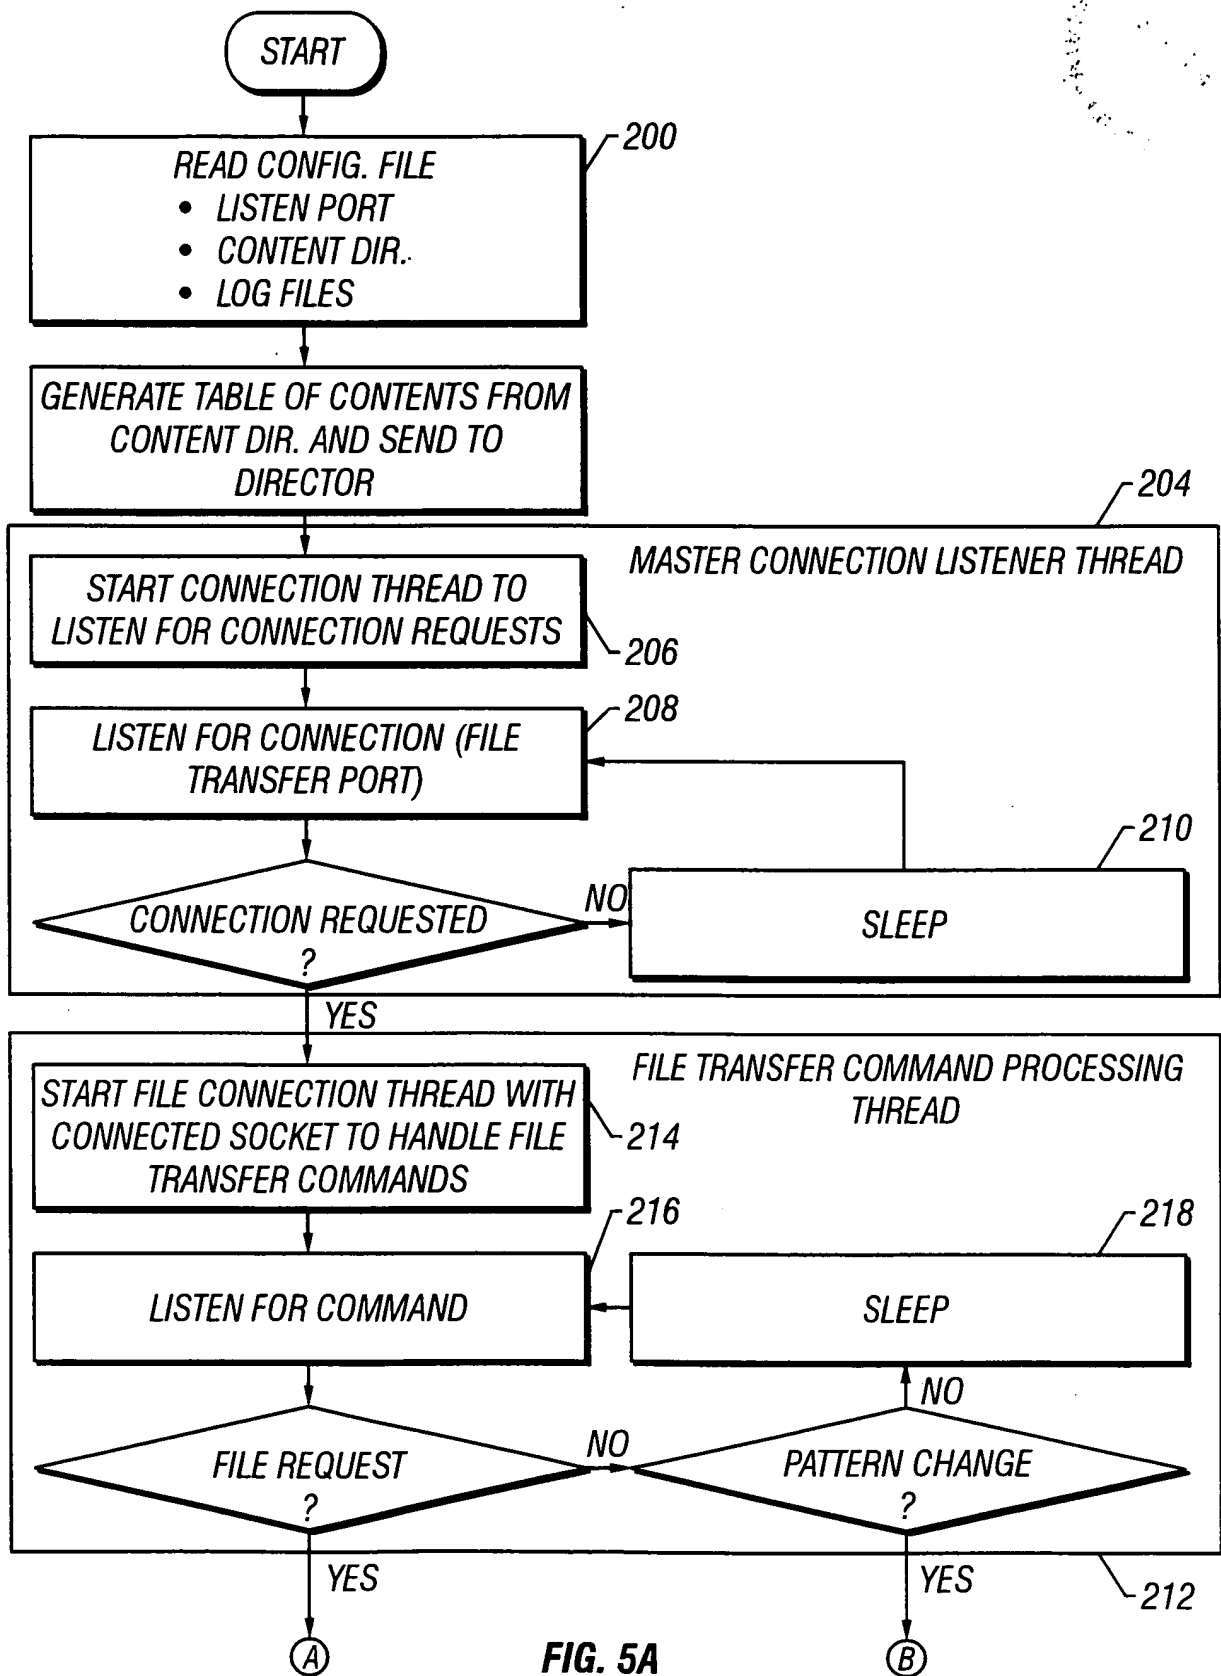 START
200
READ CONFIG. FILE
• LISTEN PORT
• CONTENT DIR.
• LOG FILES
GENERATE TABLE OF CONTENTS FROM
CONTENT DIR. AND SEND TO
DIRECTOR
204
MASTER CONNECTION LISTENER THREAD
START CONNECTION THREAD TO
LISTEN FOR CONNECTION REQUESTS
206
208
LISTEN FOR CONNECTION (FILE
TRANSFER PORT)
210
CONNECTION REQUESTED
?
NO
SLEEP
YES
FILE TRANSFER COMMAND PROCESSING
THREAD
START FILE CONNECTION THREAD WITH
CONNECTED SOCKET TO HANDLE FILE
TRANSFER COMMANDS
214
216
218
LISTEN FOR COMMAND
SLEEP
NO
FILE REQUEST
?
NO
PATTERN CHANGE
?
YES
YES
212
A
FIG. 5A
B